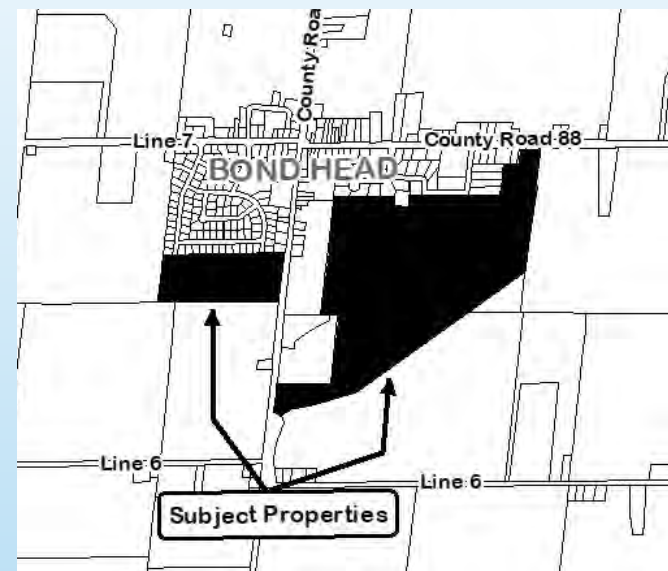 County Roa
Line 7
County Road 88
BOND HEAD
Line 6
Line 6
Subject Properties